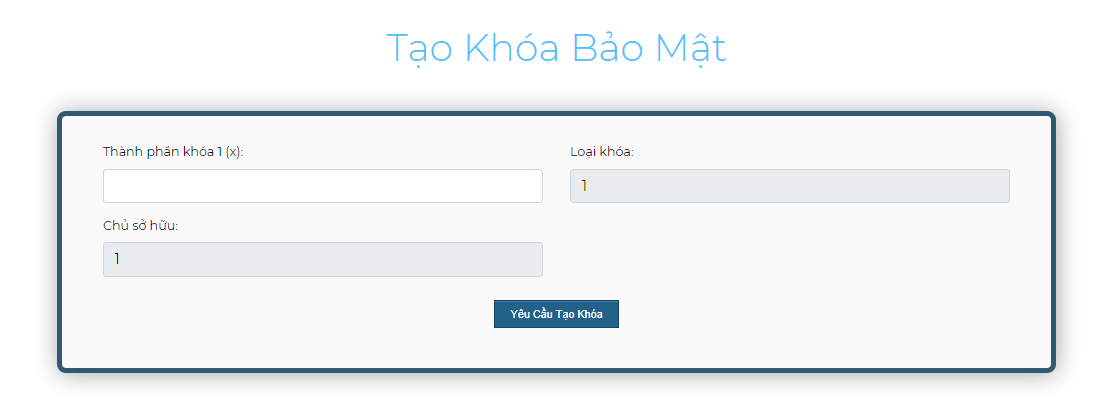 Tạo Khóa Bảo Mật
Thành phần khóa 1 (x):
Loại khóa:
1
Chủ sở hữu:
1
Yêu Cầu Tạo Khóa